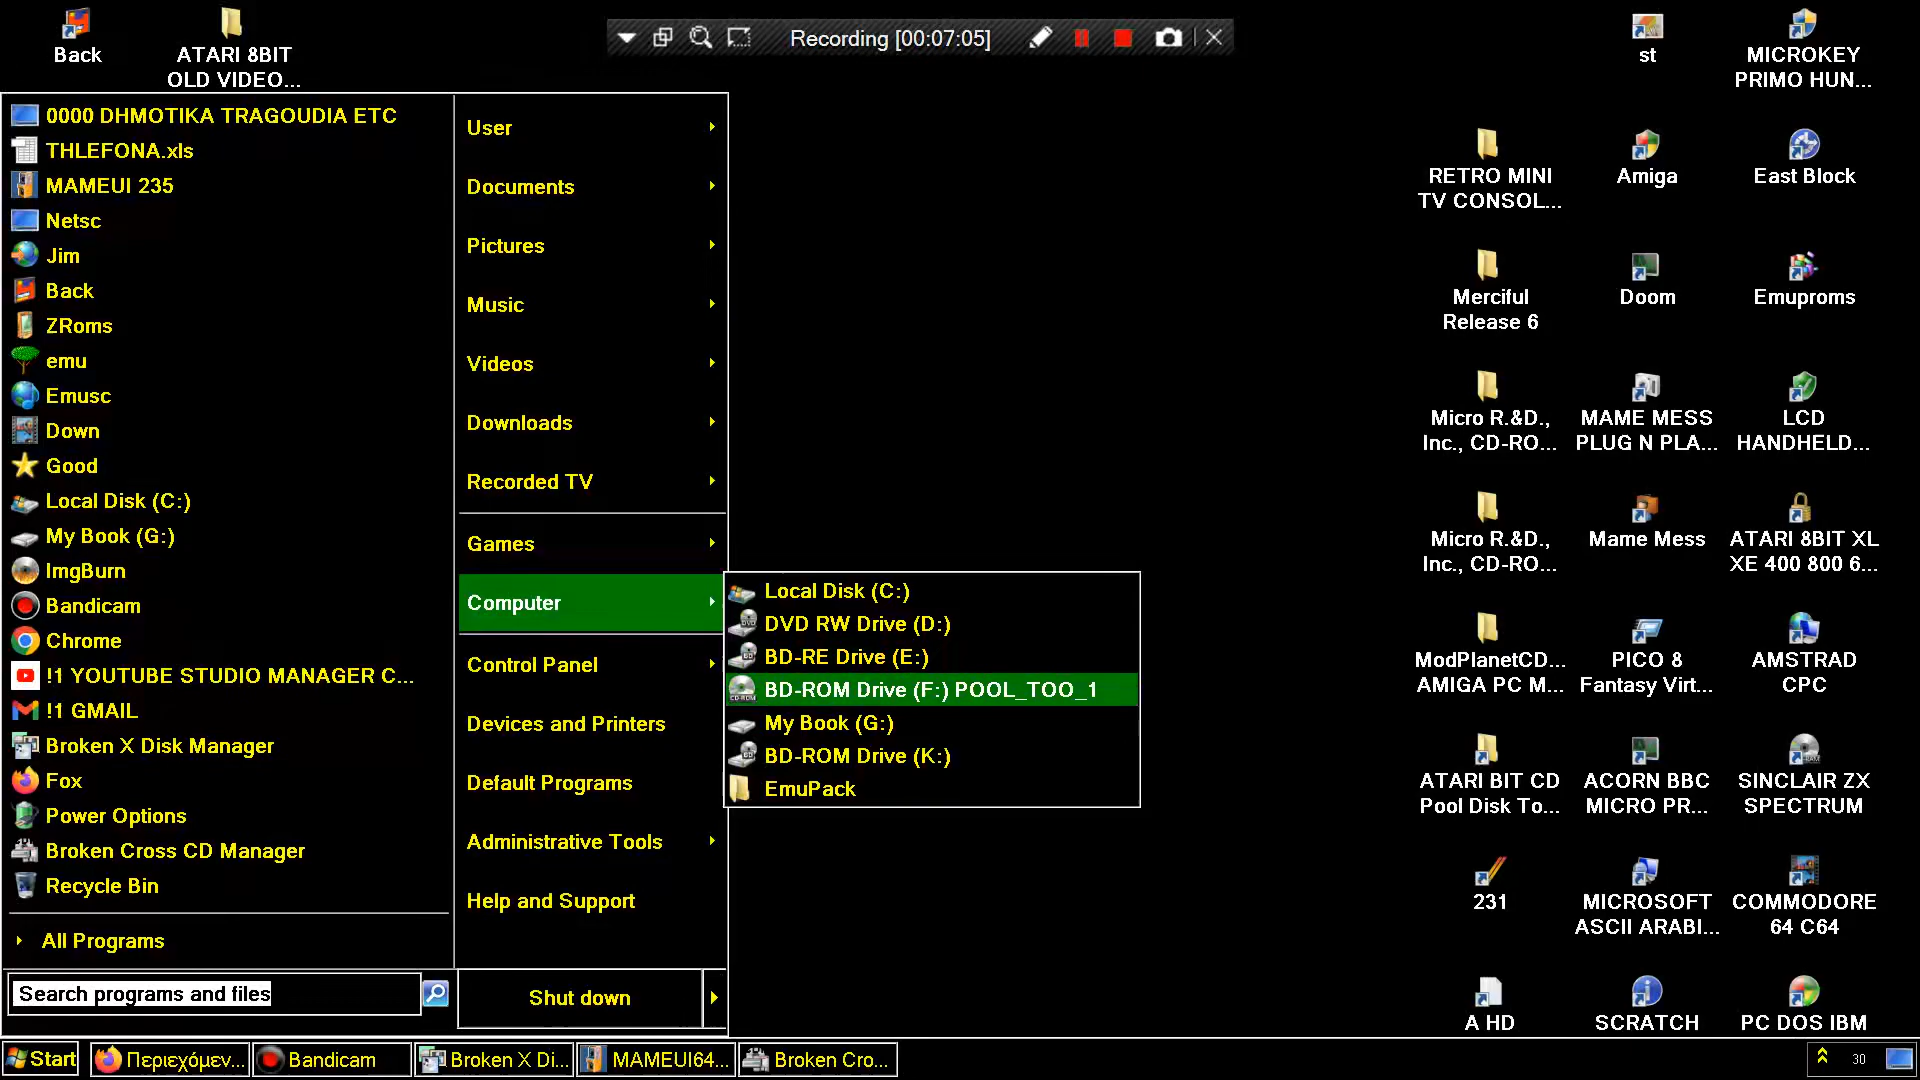 Back
ATARI 8BIT
OLD VIDEO...
Recording [00:07:05]
st
MICROKEY
PRIMO HUN...
0000 DHMOTIKA TRAGOUDIA ETC
THLEFONA.xls
MAMEUI 235
Netsc
Jim
Back
ZRoms
emu
Emusc
Down
Good
Local Disk (C:)
My Book (G:)
ImgBurn
Bandicam
Chrome
!1 YOUTUBE STUDIO MANAGER C...
!1 GMAIL
Broken X Disk Manager
Fox
Power Options
Broken Cross CD Manager
Recycle Bin
All Programs
Search programs and files
User
Documents
Pictures
Music
Videos
Downloads
Recorded TV
Games
Computer
Control Panel
Devices and Printers
Default Programs
Administrative Tools
Help and Support
Shut down
Local Disk (C:)
DVD RW Drive (D:)
BD-RE Drive (E:)
BD-ROM Drive (F:) POOL_TOO_1
My Book (G:)
BD-ROM Drive (K:)
EmuPack
RETRO MINI
TV CONSOL...
Amiga
East Block
Merciful
Release 6
Doom
Emuproms
Micro R.&D.,
Inc., CD-RO...
MAME MESS
PLUG N PLA...
LCD
HANDHELD...
Micro R.&D.,
Inc., CD-RO...
Mame Mess
ATARI 8BIT XL
XE 400 800 6...
ModPlanetCD...
AMIGA PC M...
PICO 8
Fantasy Virt...
AMSTRAD
CPC
ATARI BIT CD
Pool Disk To...
ACORN BBC
MICRO PR...
SINCLAIR ZX
SPECTRUM
231
MICROSOFT
ASCII ARABI...
COMMODORE
64 C64
A HD
SCRATCH
PC DOS IBM
Start
Περιεχόμεν...
Bandicam
Broken X Di...
MAMEUI64...
Broken Cro...
30